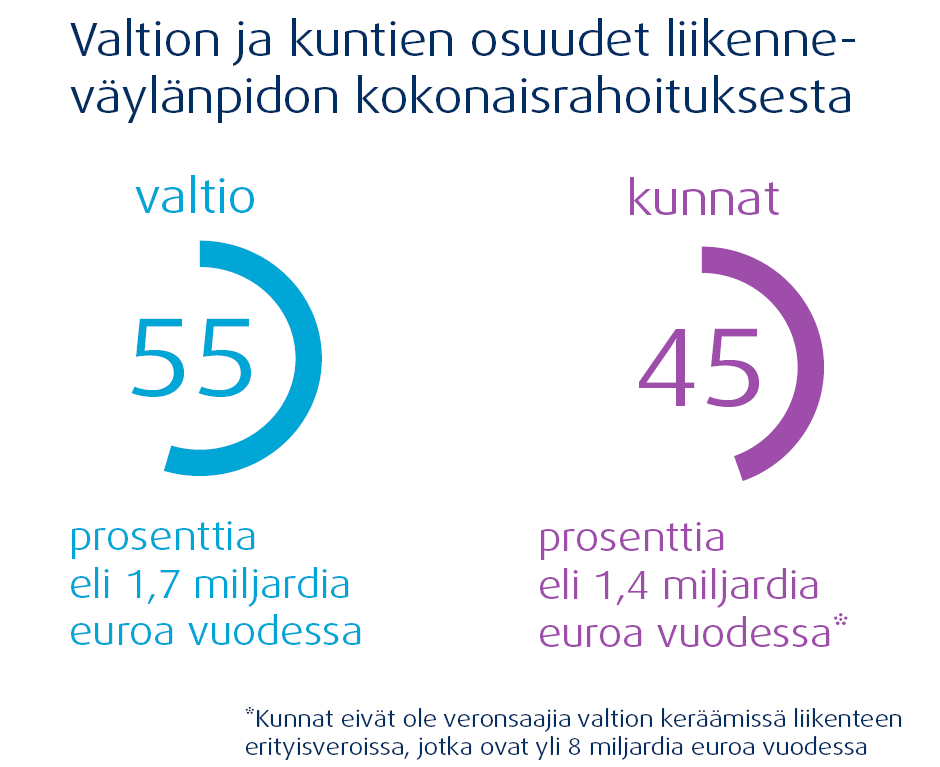 Valtion ja kuntien osuudet liikenne-
väylänpidon kokonaisrahoituksesta
valtio
55
prosenttia
eli 1,7 miljardia
euroa vuodessa
kunnat
45
prosenttia
eli 1,4 miljardia
euroa vuodessa*
*Kunnat eivät ole veronsaajia valtion keräämissä liikenteen
erityisveroissa, jotka ovat yli 8 miljardia euroa vuodessa